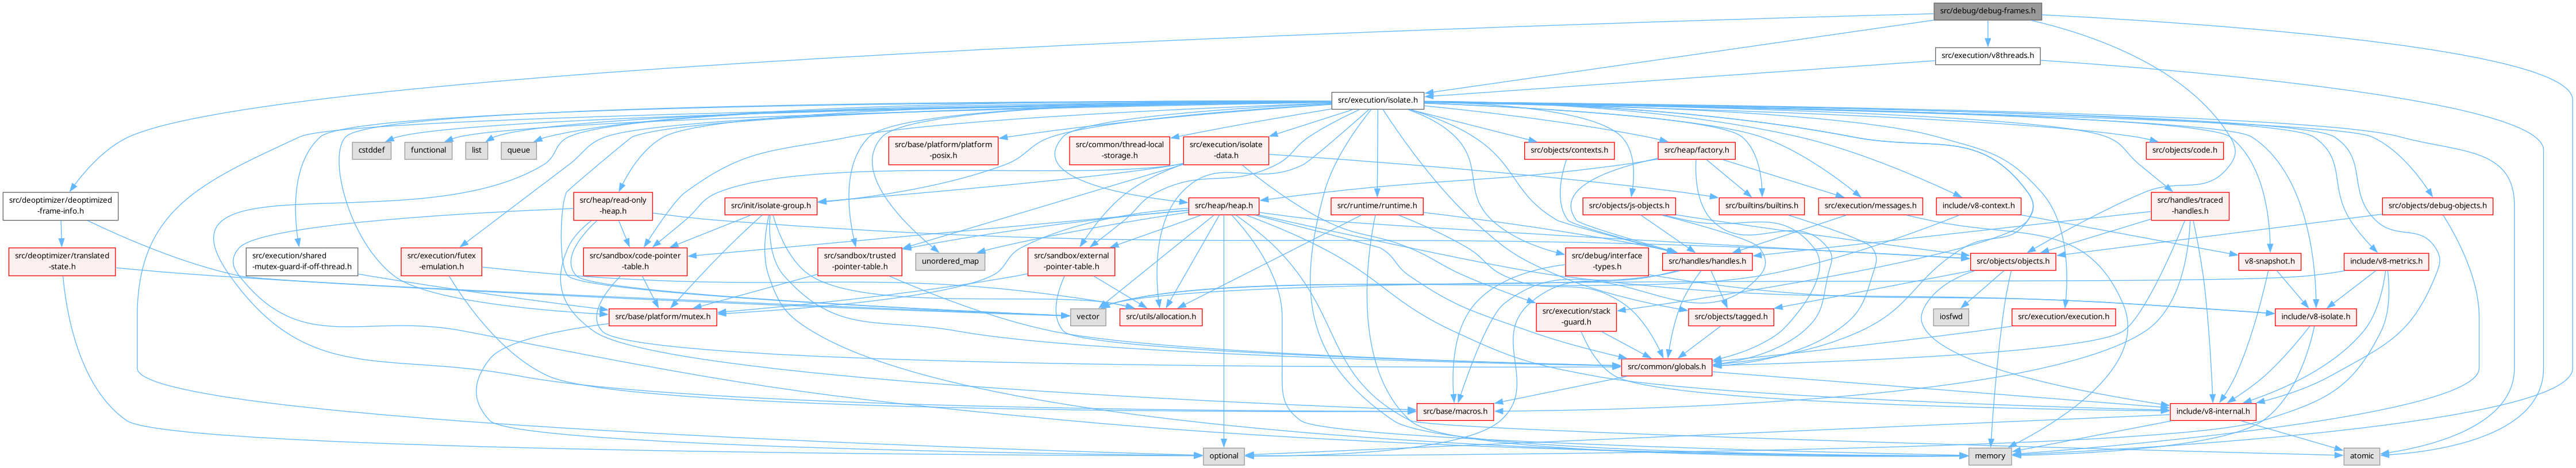 src/debug/debug-frames.h
src/execution/v8threads.h
src/execution/isolate.h
cstddef
functional
list
queue
src/base/platform/platform
-posix.h
src/common/thread-local
-storage.h
src/execution/isolate
-data.h
src/objects/contexts.h
src/heap/factory.h
src/objects/code.h
src/deoptimizer/deoptimized
-frame-info.h
src/heap/read-only
-heap.h
src/init/isolate-group.h
src/heap/heap.h
src/runtime/runtime.h
src/objects/js-objects.h
src/builtins/builtins.h
src/execution/messages.h
include/v8-context.h
src/handles/traced
-handles.h
src/objects/debug-objects.h
src/deoptimizer/translated
-state.h
src/execution/shared
-mutex-guard-if-off-thread.h
src/execution/futex
-emulation.h
src/sandbox/code-pointer
-table.h
src/sandbox/trusted
-pointer-table.h
unordered_map
src/sandbox/external
-pointer-table.h
src/debug/interface
-types.h
src/handles/handles.h
src/objects/objects.h
v8-snapshot.h
include/v8-metrics.h
src/base/platform/mutex.h
vector
src/utils/allocation.h
src/execution/stack
-guard.h
src/objects/tagged.h
iosfwd
src/execution/execution.h
include/v8-isolate.h
src/common/globals.h
src/base/macros.h
include/v8-internal.h
optional
memory
atomic